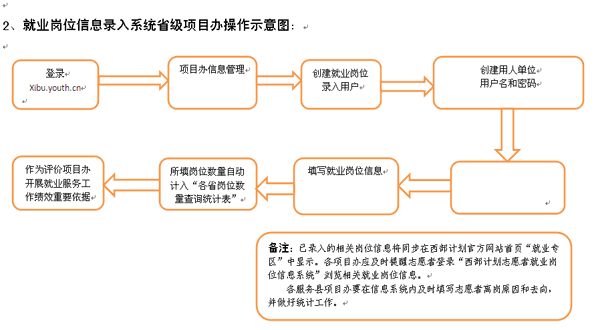 2、就业岗位信息录入系统省级项目办操作示意图：
登录
Xibu.youth.cn
项目办信息管理
创建就业岗位
录入用户
创建用人单位
用户名和密码
作为评价项目办
开展就业服务工
作绩效重要依据
所填岗位数量自动
计入“各省岗位数
量查询统计表”
填写就业岗位信息
备注：已录入的相关岗位信息将同步在西部计划官方网站首页“就业专
区”中显示。各项目办应及时提醒志愿者登录“西部计划志愿者就业岗
位信息系统”浏览相关就业岗位信息。
各服务县项目办要在信息系统内及时填写志愿者离岗原因和去向，
并做好统计工作。